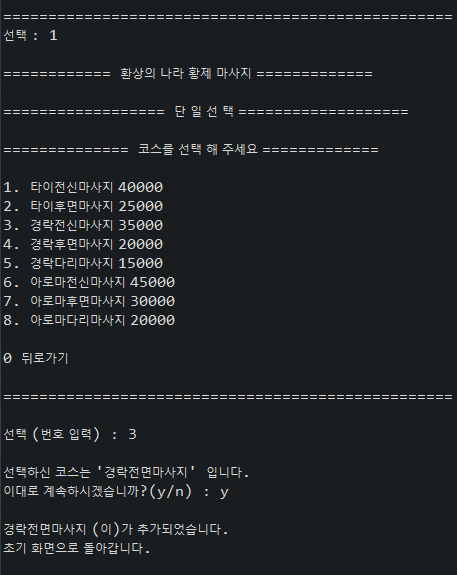 ==================================================
선택 : 1
============ 환상의 나라 황제 마사지 =============
================== 단 일 선 택 ===================
============== 코스를 선택 해 주세요 =============
1. 타이전신마사지 40000
2. 타이후면마사지 25000
3. 경락전신마사지 35000
4. 경락후면마사지 20000
5. 경락다리마사지 15000
6. 아로마전신마사지 45000
7. 아로마후면마사지 30000
8. 아로마다리마사지 20000
0 뒤로가기
==================================================
선택 (번호 입력) : 3
선택하신 코스는 '경락전면마사지' 입니다.
이대로 계속하시겠습니까?(y/n) : y
경락전면마사지 (이)가 추가되었습니다.
초기 화면으로 돌아갑니다.